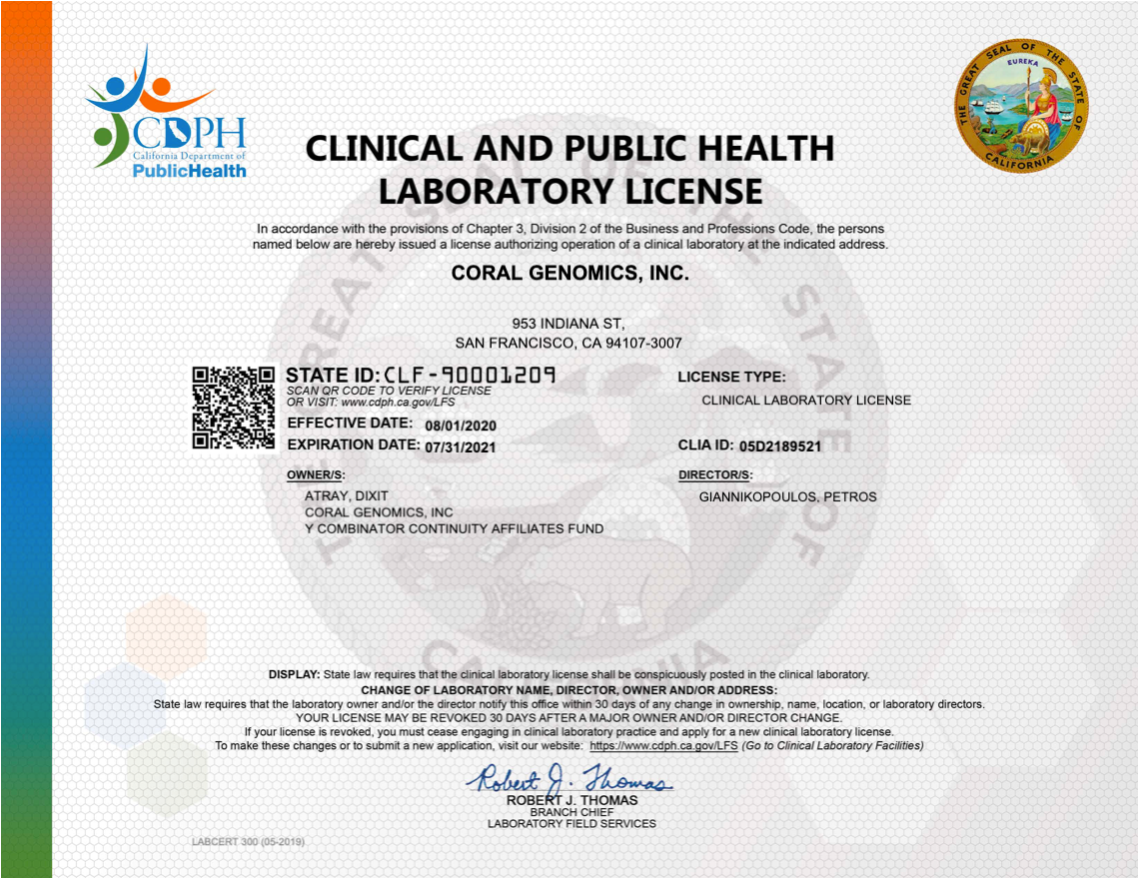 CDPH
California Department of
PublicHealth
THE GREAT SEAL OF THE STATE OF CALIFORNIA
EUREKA
CLINICAL AND PUBLIC HEALTH
LABORATORY LICENSE
In accordance with the provisions of Chapter 3, Division 2 of the Business and Professions Code, the persons
named below are hereby issued a license authorizing operation of a clinical laboratory at the indicated address.
CORAL GENOMICS, INC.
953 INDIANA ST,
SAN FRANCISCO, CA 94107-3007
STATE ID: CLF-90001209
SCAN QR CODE TO VERIFY LICENSE
OR VISIT: www.cdph.ca.gov/LFS
EFFECTIVE DATE: 08/01/2020
EXPIRATION DATE: 07/31/2021
LICENSE TYPE:
CLINICAL LABORATORY LICENSE
CLIA ID: 05D2189521
OWNER/S:
ATRAY, DIXIT
CORAL GENOMICS, INC
Y COMBINATOR CONTINUITY AFFILIATES FUND
DIRECTOR/S:
GIANNIKOPOULOS, PETROS
THE GREAT SEAL OF THE STATE OF CALIFORNIA
DISPLAY: State law requires that the clinical laboratory license shall be conspicuously posted in the clinical laboratory.
CHANGE OF LABORATORY NAME, DIRECTOR, OWNER AND/OR ADDRESS:
State law requires that the laboratory owner and/or the director notify this office within 30 days of any change in ownership, name, location, or laboratory directors.
YOUR LICENSE MAY BE REVOKED 30 DAYS AFTER A MAJOR OWNER AND/OR DIRECTOR CHANGE.
If your license is revoked, you must cease engaging in clinical laboratory practice and apply for a new clinical laboratory license.
To make these changes or to submit a new application, visit our website: https://www.cdph.ca.gov/LFS (Go to Clinical Laboratory Facilities)
Robert J. Thomas
ROBERT J. THOMAS
BRANCH CHIEF
LABORATORY FIELD SERVICES
LABCERT 300 (05-2019)